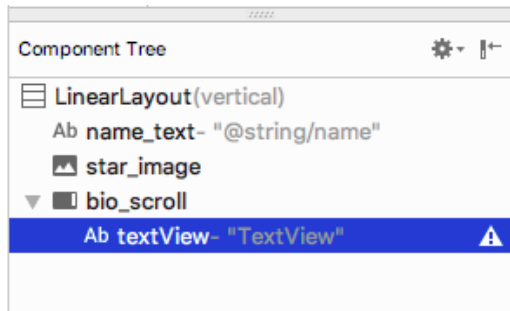 Component Tree
LinearLayout(vertical)
Ab name_text- "@string/name"
star_image
bio_scroll
Ab textView- "TextView"